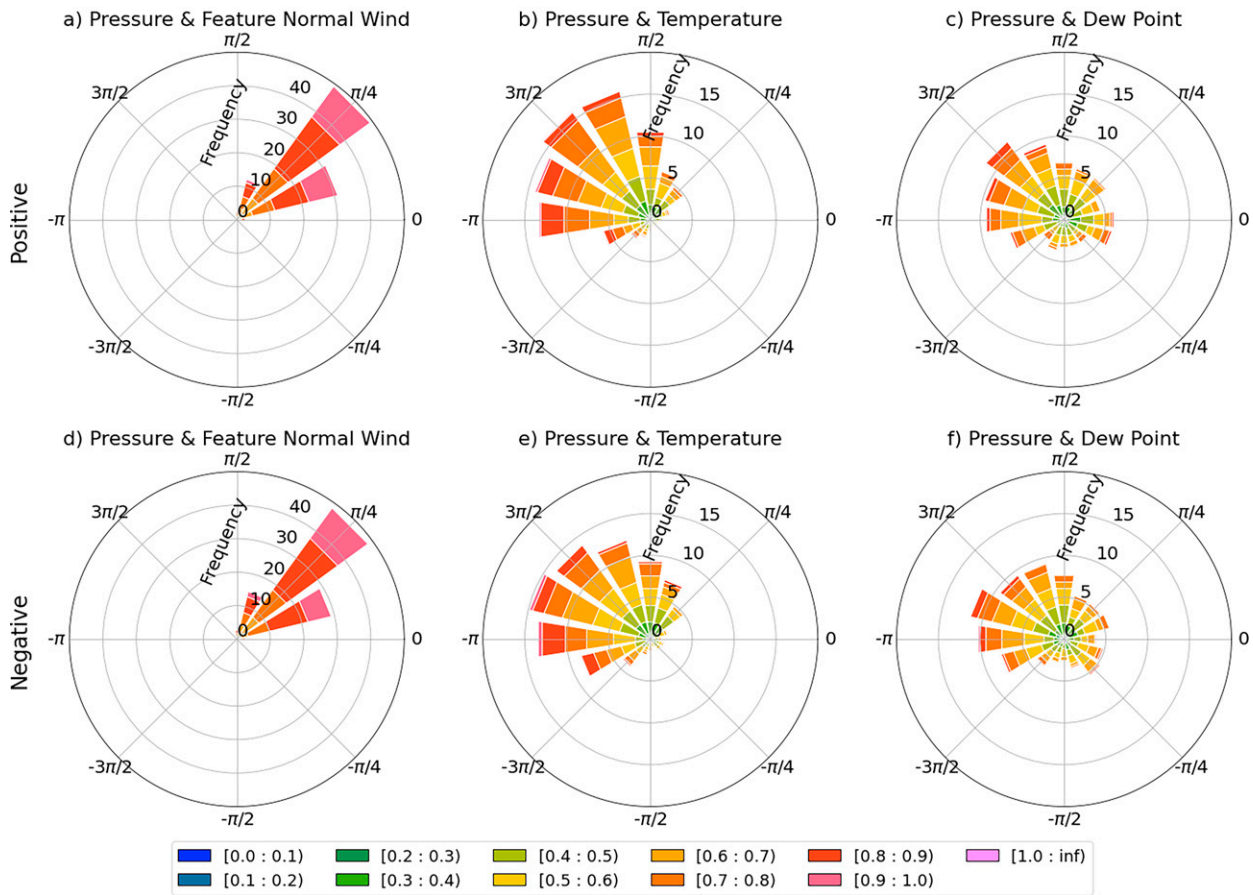 a) Pressure & Feature Normal Wind
b) Pressure & Temperature
c) Pressure & Dew Point
π/2
π/2
π/2
3π/2
Frequency
40
π/4
3π/2
Frequency
15
π/4
3π/2
Frequency
15
π/4
30
10
10
20
5
5
10
Positive
-π
0
0
-π
0
0
-π
0
0
-3π/2
-π/4
-3π/2
-π/4
-3π/2
-π/4
-π/2
-π/2
-π/2
d) Pressure & Feature Normal Wind
e) Pressure & Temperature
f) Pressure & Dew Point
π/2
π/2
π/2
3π/2
Frequency
40
π/4
3π/2
Frequency
15
π/4
3π/2
Frequency
15
π/4
30
10
10
20
5
5
10
Negative
-π
0
0
-π
0
0
-π
0
0
-3π/2
-π/4
-3π/2
-π/4
-3π/2
-π/4
-π/2
-π/2
-π/2
[0.0 : 0.1)
[0.2 : 0.3)
[0.4 : 0.5)
[0.6 : 0.7)
[0.8 : 0.9)
[1.0 : inf)
[0.1 : 0.2)
[0.3 : 0.4)
[0.5 : 0.6)
[0.7 : 0.8)
[0.9 : 1.0)